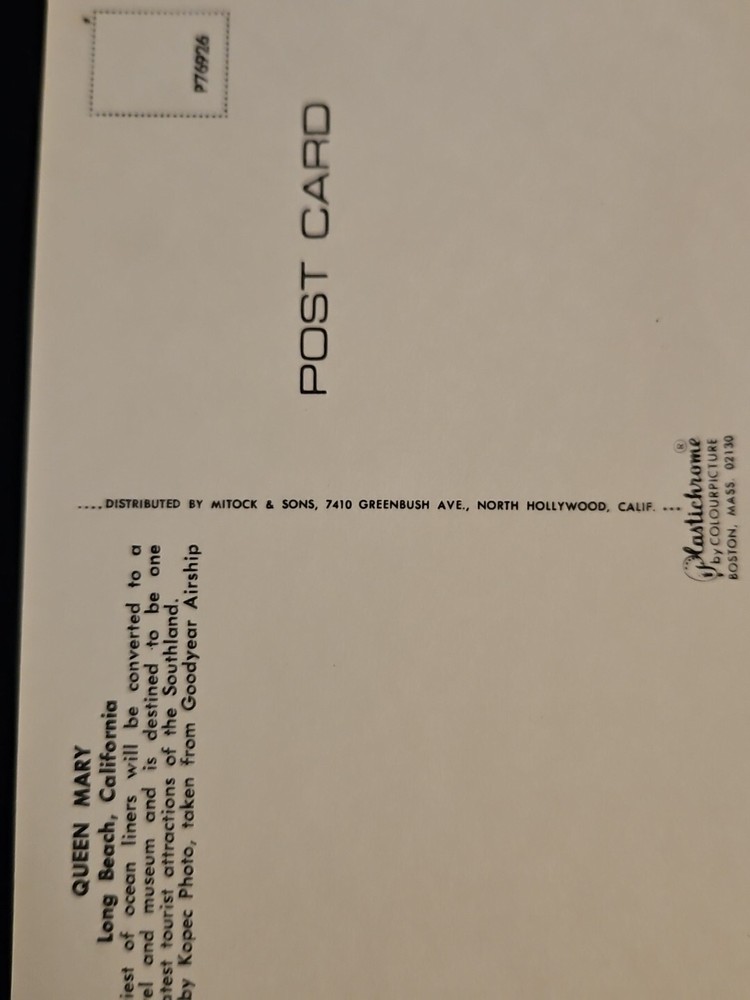 QUEEN MARY
Long Beach, California
iest of ocean liners will be converted to a
el and museum and is destined to be one
test tourist attractions of the Southland.
by Kopec Photo, taken from Goodyear Airship
.... DISTRIBUTED BY MITOCK & SONS, 7410 GREENBUSH AVE., NORTH HOLLYWOOD, CALIF. ...
POST CARD
P76926
Plastichrome®
by COLOURPICTURE
BOSTON, MASS. 02130